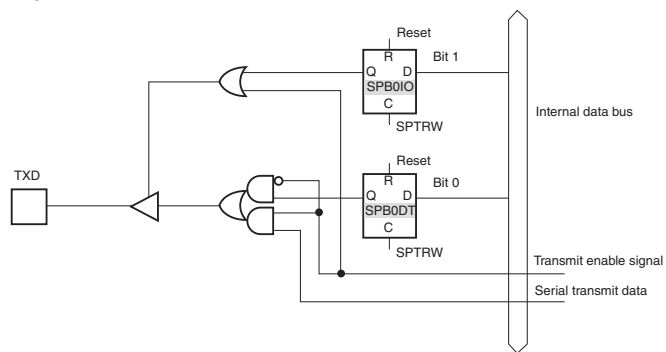 Reset
R
Bit 1
Q D
SPB0IO
C
SPTRW
Internal data bus
Reset
R
Bit 0
Q D
SPB0DT
C
SPTRW
TXD
Transmit enable signal
Serial transmit data